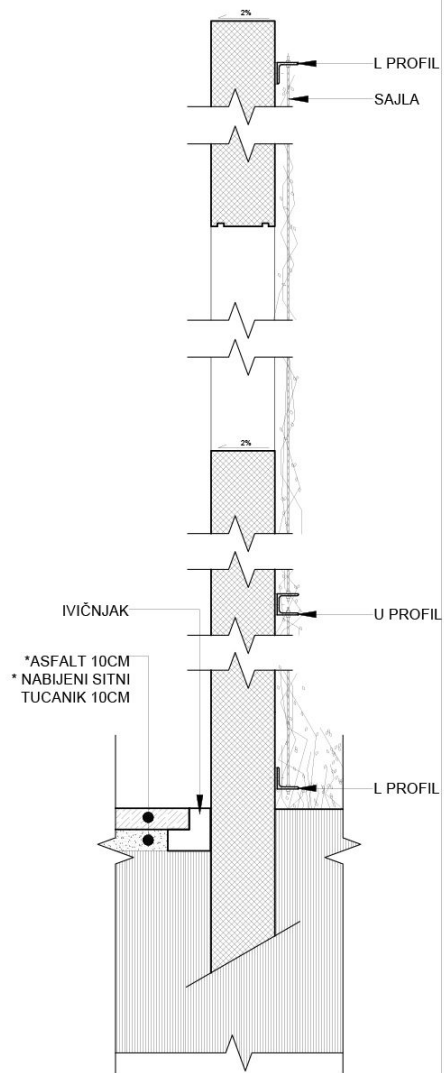 2%
L PROFIL
SAJLA
2%
IVIČNJAK
U PROFIL
*ASFALT 10CM
* NABIJENI SITNI
TUCANIK 10CM
L PROFIL